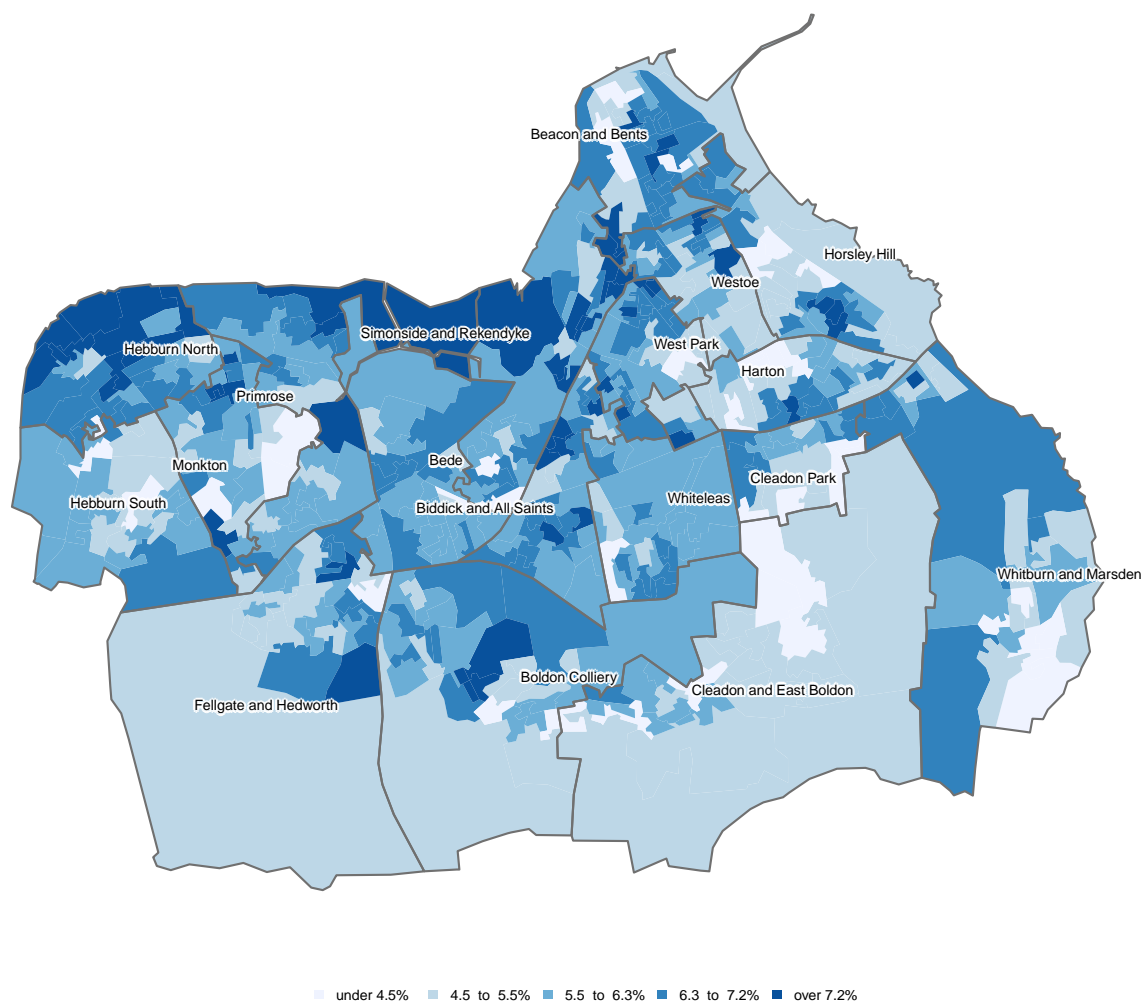 Beacon and Bents
Horsley Hill
Westoe
Simonside and Rekendyke
West Park
Hebburn North
Harton
Primrose
Bede
Monkton
Cleadon Park
Whiteleas
Hebburn South
Biddick and All Saints
Whitburn and Marsden
Boldon Colliery
Cleadon and East Boldon
Fellgate and Hedworth
under 4.5% 4.5 to 5.5% 5.5 to 6.3% 6.3 to 7.2% over 7.2%